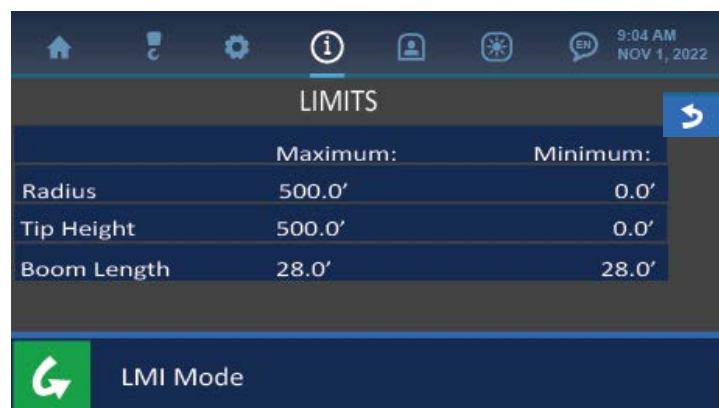 EN
9:04 AM
NOV 1, 2022
LIMITS
Maximum: Minimum:
Radius 500.0′ 0.0′
Tip Height 500.0′ 0.0′
Boom Length 28.0′ 28.0′
LMI Mode